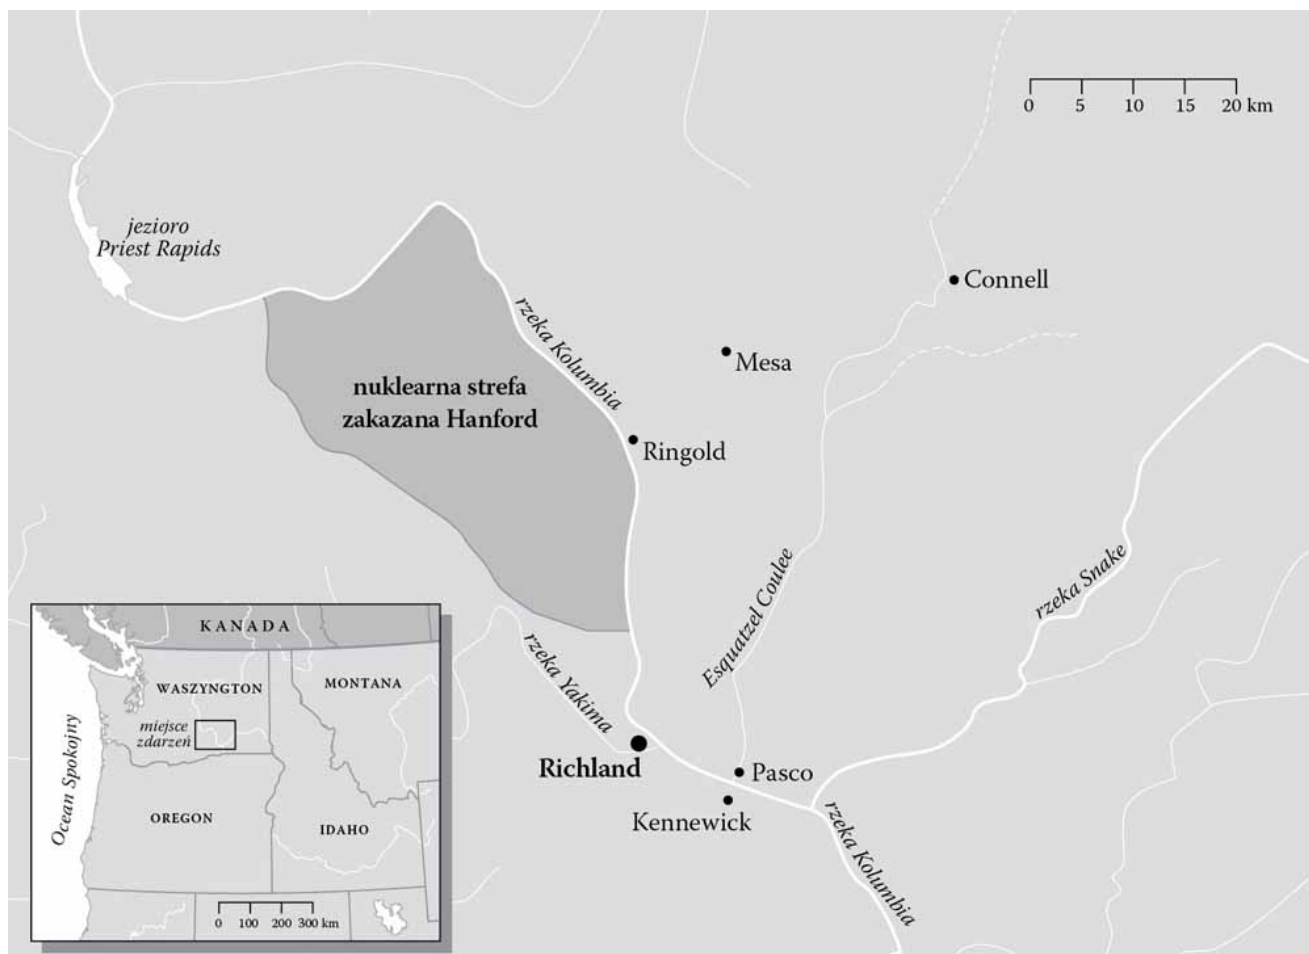 0 5 10 15 20 km
jezioro
Priest Rapids
Connell
rzeka Kolumbia
Mesa
nuklearna strefa
zakazana Hanford
Ringold
rzeka Snake
Esquatzel Coulee
rzeka Yakima
Richland
Pasco
Kennewick
rzeka Kolumbia
KANADA
WASZYNGTON
MONTANA
miejsce
zdarzeń
Ocean Spokojny
OREGON
IDAHO
0 100 200 300 km